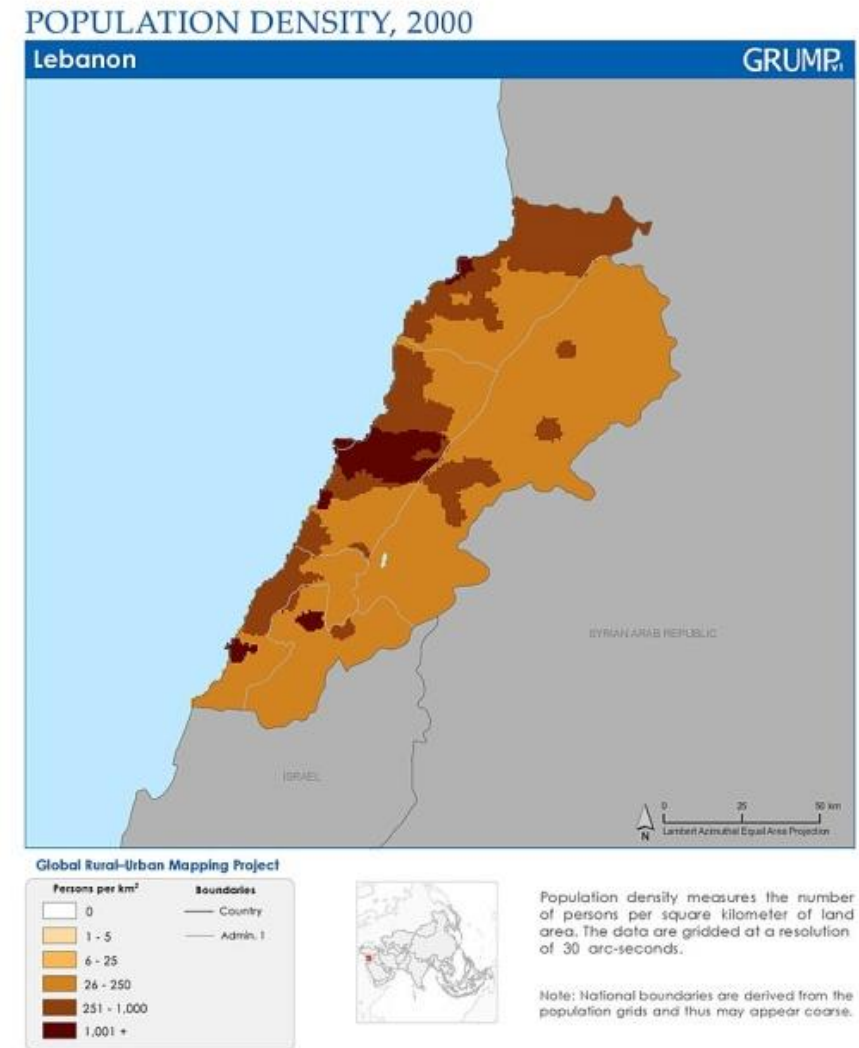 POPULATION DENSITY, 2000
Lebanon
GRUMPv1
SYRIAN ARAB REPUBLIC
ISRAEL
0 25 50 km
N
Lambert Azimuthal Equal Area Projection
Global Rural–Urban Mapping Project
Persons per km²
0
1 - 5
6 - 25
26 - 250
251 - 1,000
1,001 +
Boundaries
Country
Admin. 1
Population density measures the number
of persons per square kilometer of land
area. The data are gridded at a resolution
of 30 arc-seconds.
Note: National boundaries are derived from the
population grids and thus may appear coarse.